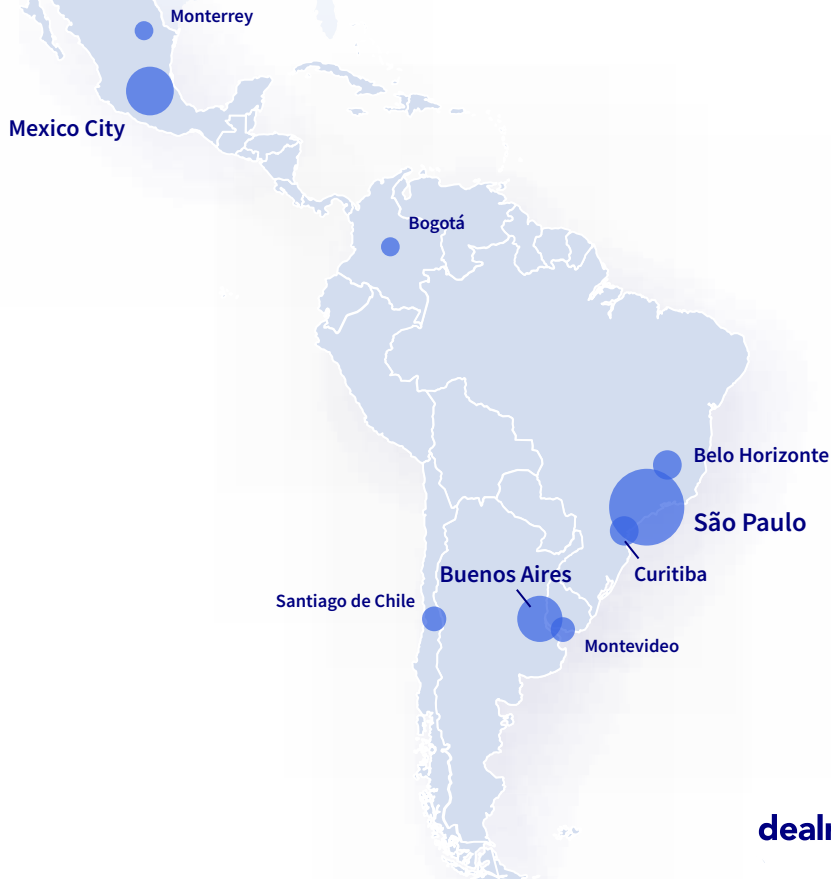 Monterrey
Mexico City
Bogotá
Belo Horizonte
São Paulo
Buenos Aires
Curitiba
Santiago de Chile
Montevideo